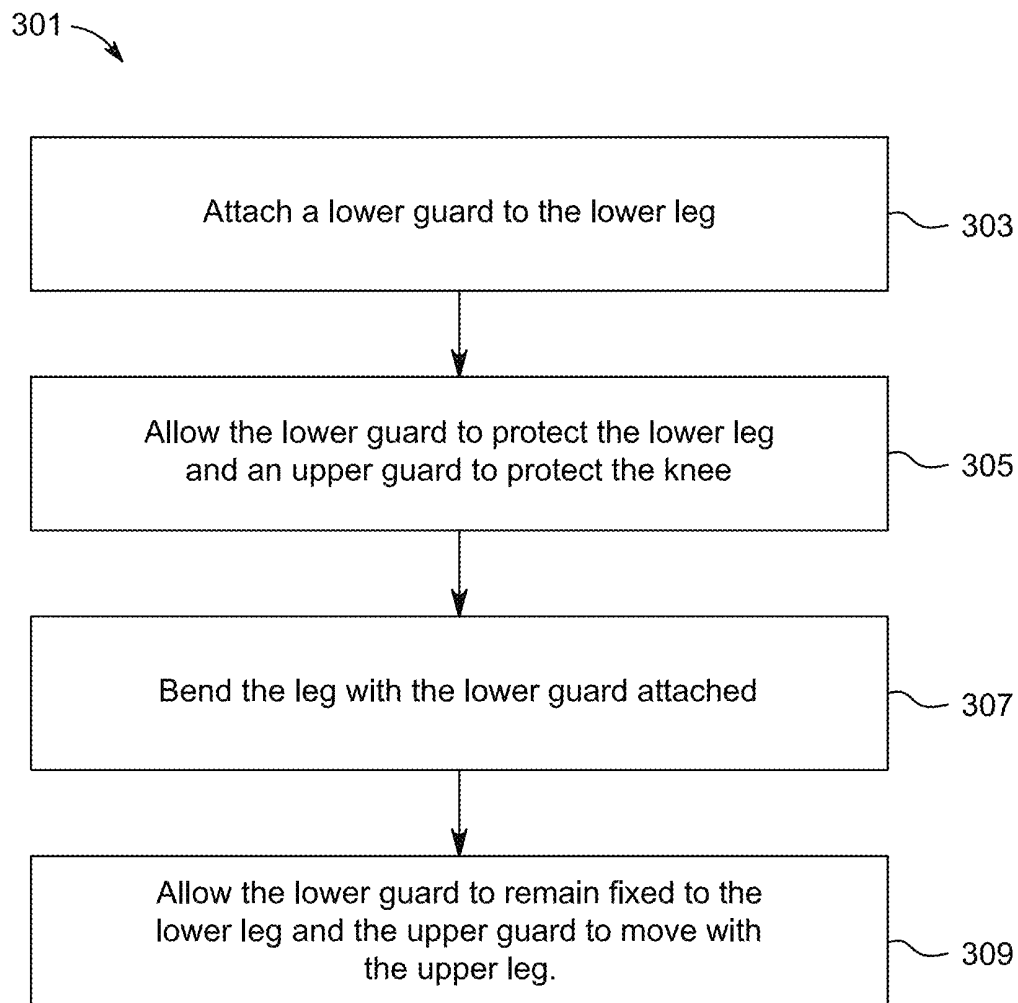 301
Attach a lower guard to the lower leg
303
Allow the lower guard to protect the lower leg
and an upper guard to protect the knee
305
Bend the leg with the lower guard attached
307
Allow the lower guard to remain fixed to the
lower leg and the upper guard to move with
the upper leg.
309